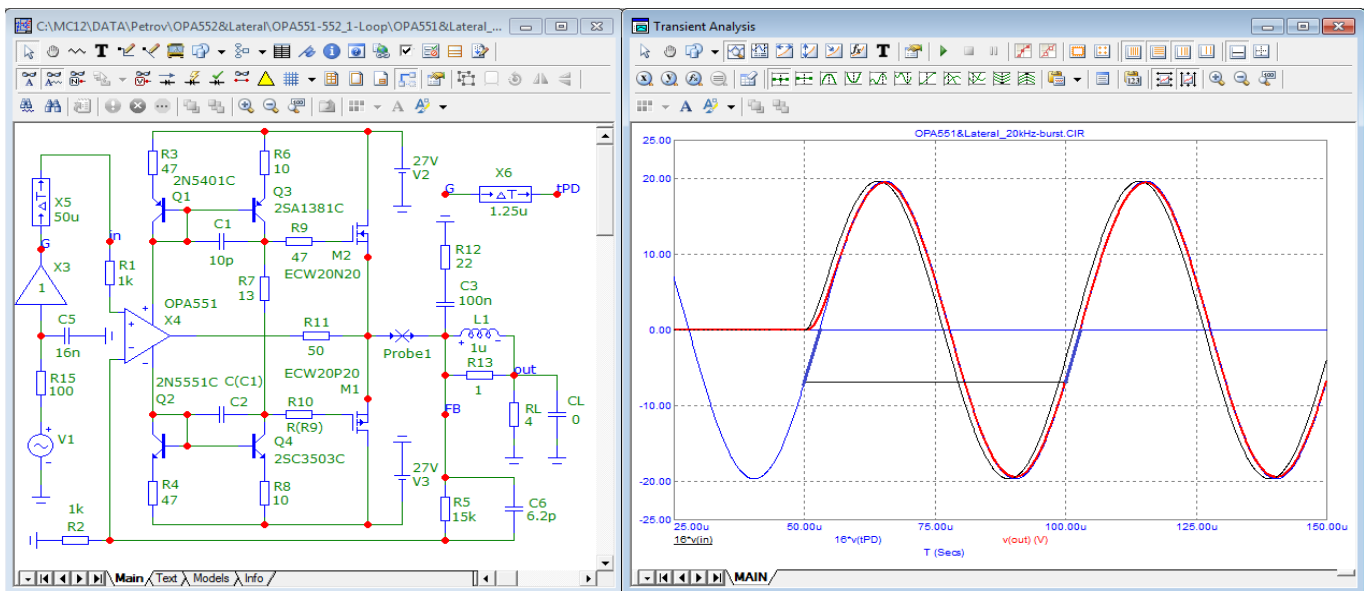 C:\MC12\DATA\Petrov\OPA552&Lateral\OPA551-552_1-Loop\OPA551&Lateral_...
R3
47
R6
10
27V
V2
2N5401C
Q1
Q3
2SA1381C
X5
50u
G
in
C1
10p
R9
47
M2
ECW20N20
G
X6
1.25u
tPD
R12
22
X3
1
R1
1k
R7
13
C3
100n
OPA551
X4
C5
16n
R11
50
L1
1u
Probe1
R15
100
R13
1
out
2N5551C
Q2
C(C1)
C2
ECW20P20
M1
R10
R(R9)
FB
RL
4
CL
0
V1
Q4
2SC3503C
27V
V3
R4
47
R8
10
R5
15k
C6
6.2p
1k
R2
Main
Text
Models
Info
Transient Analysis
OPA551&Lateral_20kHz-burst.CIR
25.00
20.00
10.00
0.00
-10.00
-20.00
-25.00
25.00u 50.00u 75.00u 100.00u 125.00u 150.00u
16*v(in) 16*v(tPD) v(out) (V)
T (Secs)
MAIN